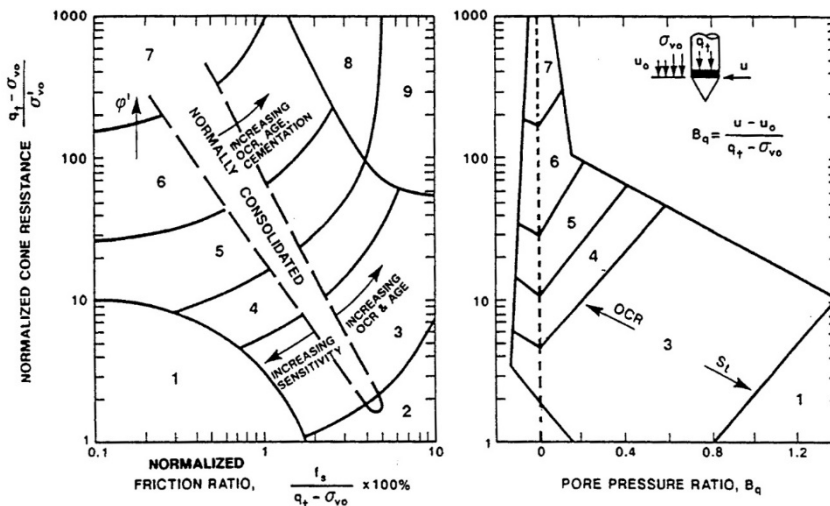 NORMALIZED CONE RESISTANCE
q_t − σ_vo
σ'_vo
1000
100
10
1
7
8
9
φ'
6
5
4
3
1
2
NORMALLY CONSOLIDATED
INCREASING
OCR, AGE,
CEMENTATION
INCREASING
OCR & AGE
INCREASING
SENSITIVITY
0.1
1
10
NORMALIZED
FRICTION RATIO,
f_s
q_t − σ_vo
x100%
1000
100
10
1
7
6
5
4
3
1
σ_vo
q_t
u_o
u
B_q = u − u_o
q_t − σ_vo
OCR
S_t
0
0.4
0.8
1.2
PORE PRESSURE RATIO, B_q